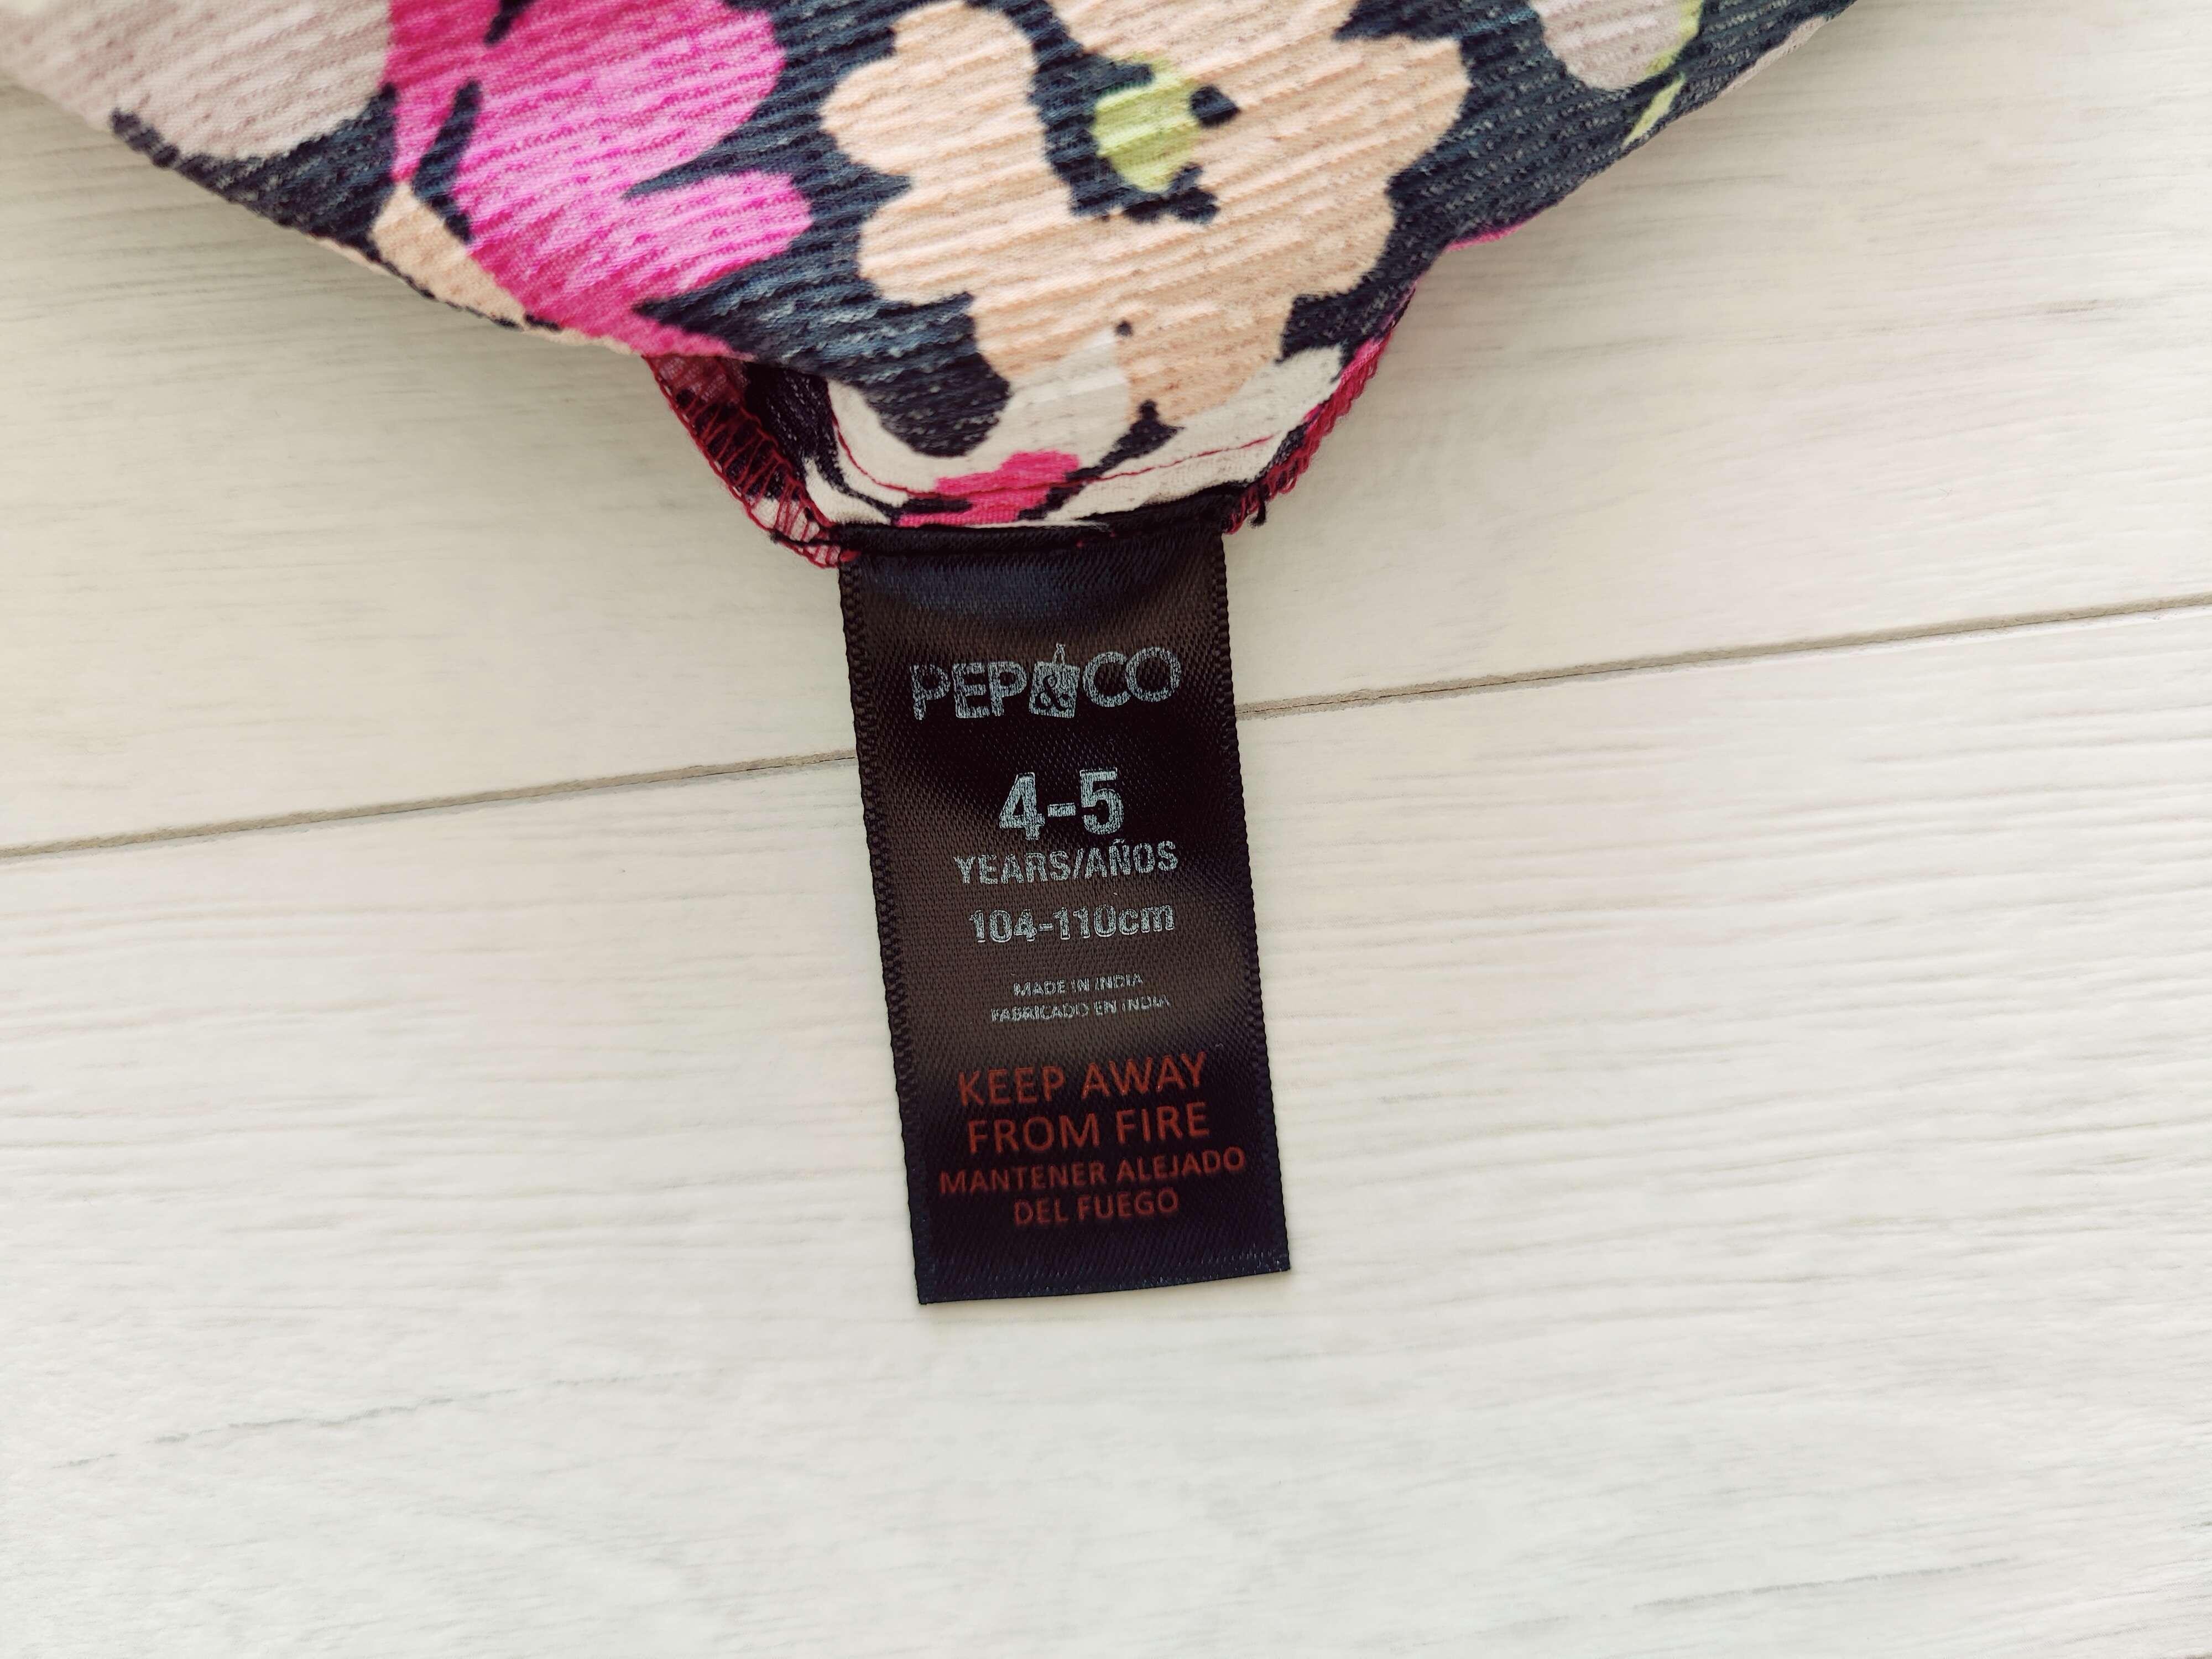 PEP&CO
4-5
YEARS/AÑOS
104-110cm
MADE IN INDIA
FABRICADO EN INDIA
KEEP AWAY
FROM FIRE
MANTENER ALEJADO
DEL FUEGO